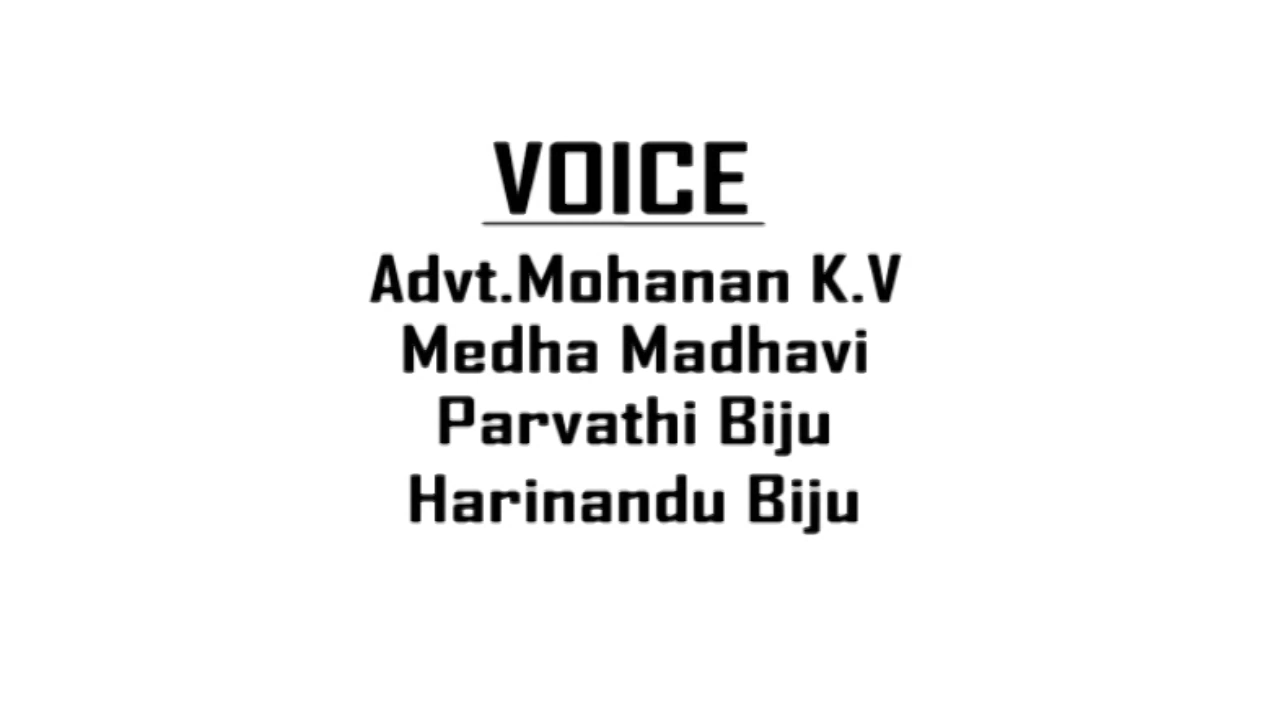 VOICE
Advt.Mohanan K.V
Medha Madhavi
Parvathi Biju
Harinandu Biju